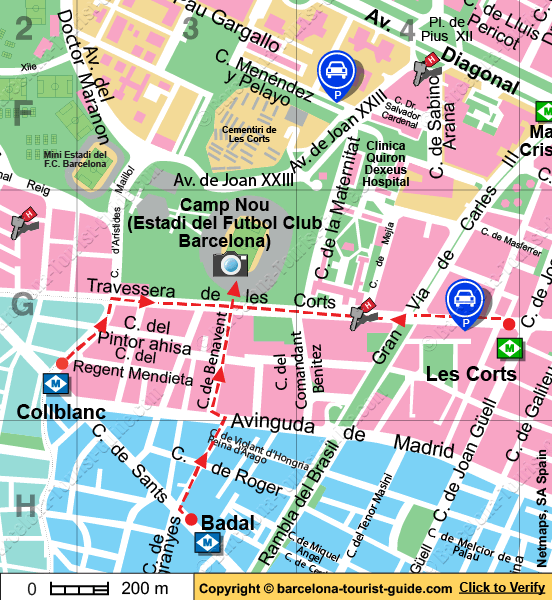 2
3
4
Pau Gargallo
Av.
Pl. de
Pius XII
C. de Lluís
Pericot
Diagonal
H
Xile
Av. del
Doctor Maranon
C. Menéndez
y Pelayo
P
C. Dr.
Salvador
Cardenal
C. de Sabino
Arana
F
Cementiri de
Les Corts
Av. de Joan XXIII
M
Ma
Cris
Mini Estadi del
F.C. Barcelona
Clinica
Quiron
Dexeus
Hospital
Reig
Maillol
C. d'Aristides
Av. de Joan XXIII
C. de la Maternitat
Carles III
H
Camp Nou
(Estadi del Futbol Club
Barcelona)
C. de Mejía
C. de Masferrer
C. de Jo
G
Travessera de les Corts
H
P
Gran Via de
C. del
Pintor ahisa
C. del
Regent Mendieta
C. de Benavent
C. del
Comandant
Benitez
M
Les Corts
M
Collblanc
C. de Galileu
Avinguda de Madrid
C. de Joan Güell
C. de Violant d'Hongria
Reina d'Arago
C. de Roger
C. de Sants
Rambla del Brasil
C. del Tenor Masini
H
Badal
M
C. de
iranyes
C. de Miquel
Angel
C. de Ce
Güell
C. de Melcior de
Palau
Netmaps, SA Spain
0 200 m
Copyright © barcelona-tourist-guide.com Click to Verify